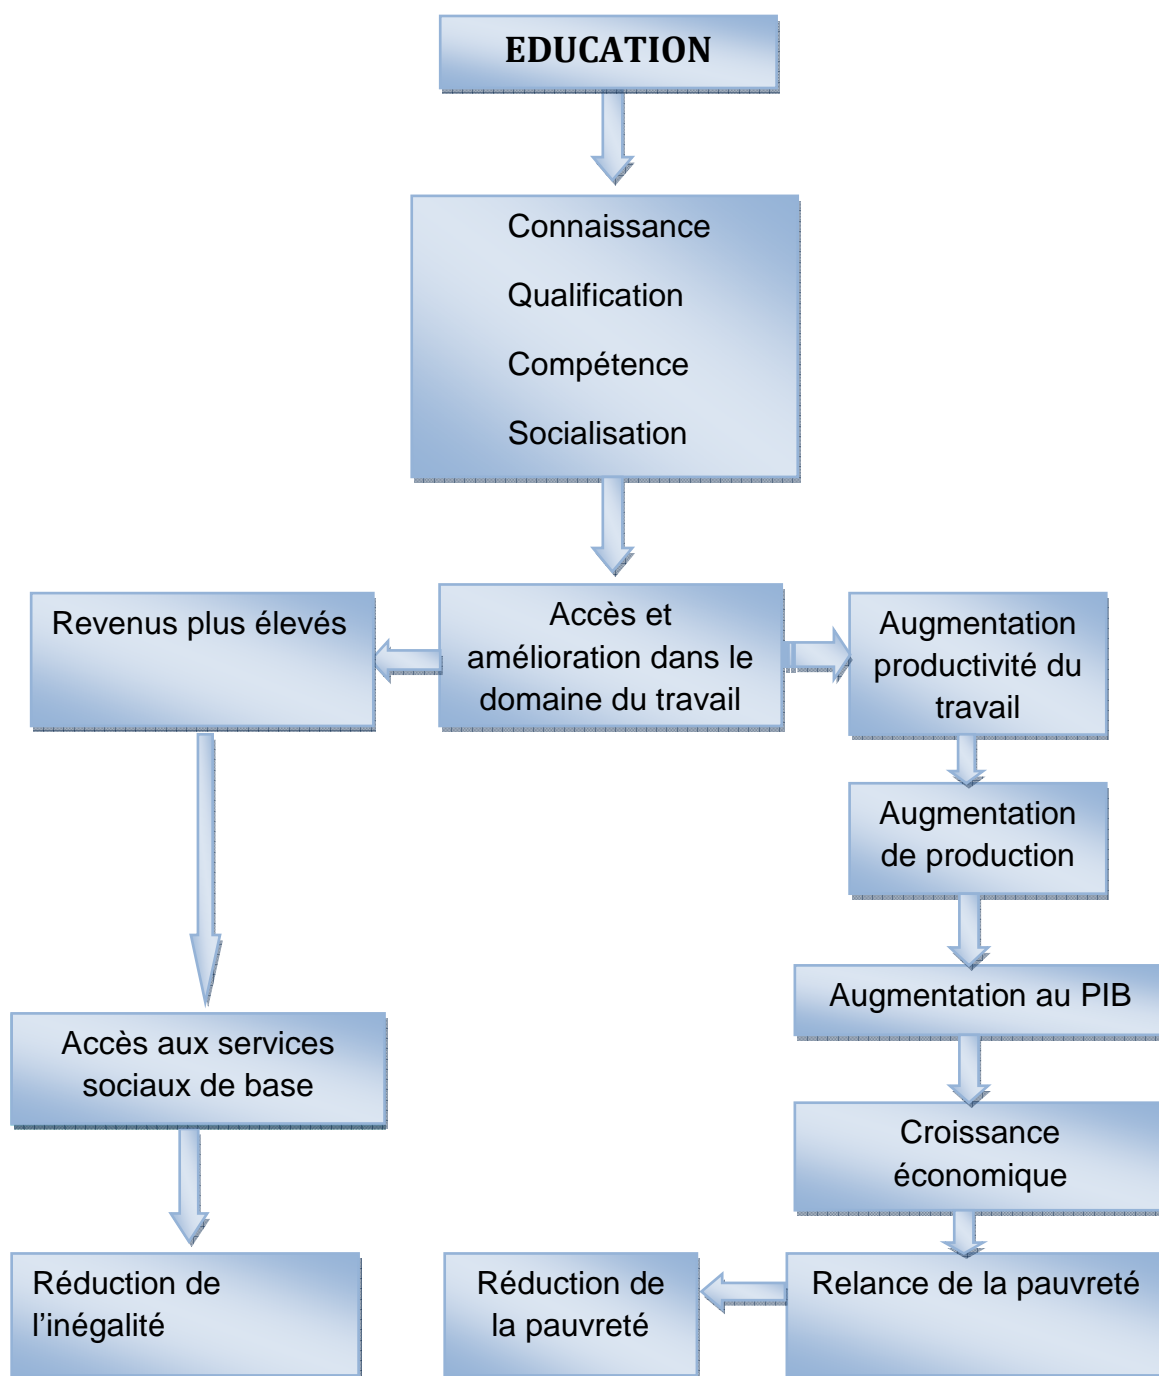 EDUCATION
Connaissance
Qualification
Compétence
Socialisation
Revenus plus élevés
Accès et
amélioration dans le
domaine du travail
Augmentation
productivité du
travail
Augmentation
de production
Augmentation au PIB
Accès aux services
sociaux de base
Croissance
économique
Réduction de
l’inégalité
Réduction de
la pauvreté
Relance de la pauvreté